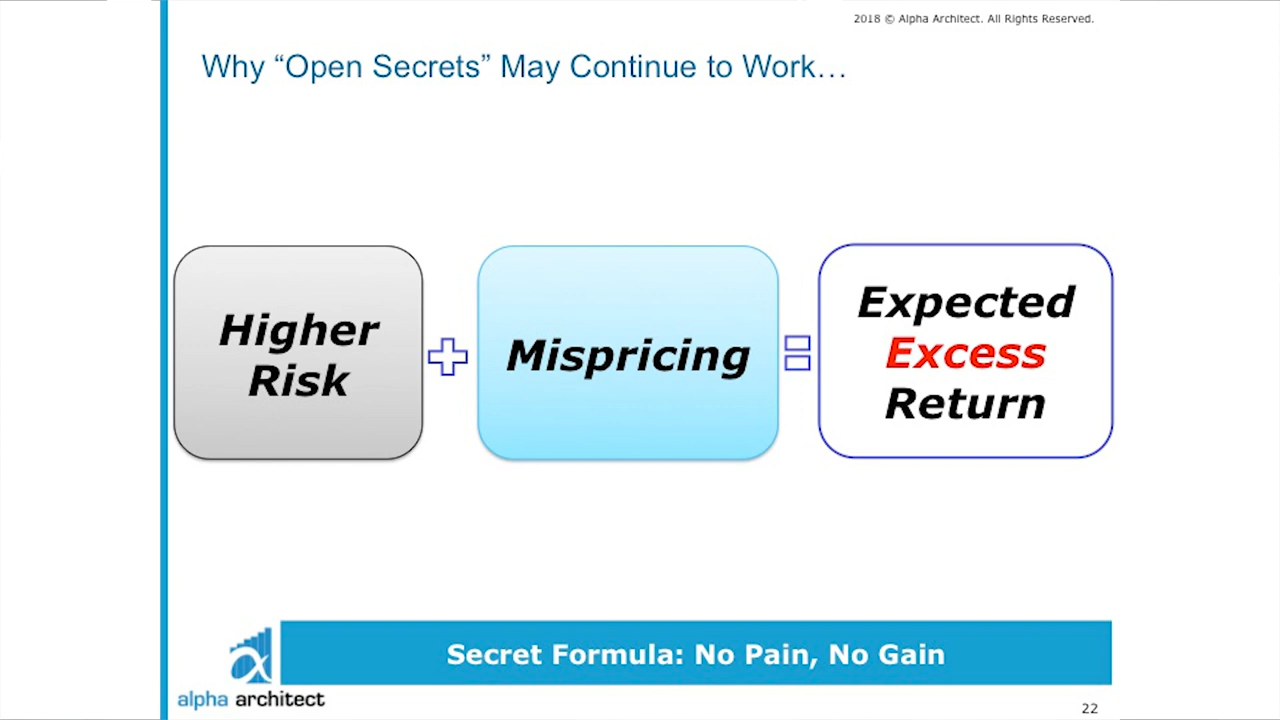 2018 © Alpha Architect. All Rights Reserved.
Why “Open Secrets” May Continue to Work…
Higher
Risk
Mispricing
Expected
Excess
Return
Secret Formula: No Pain, No Gain
alpha architect
22